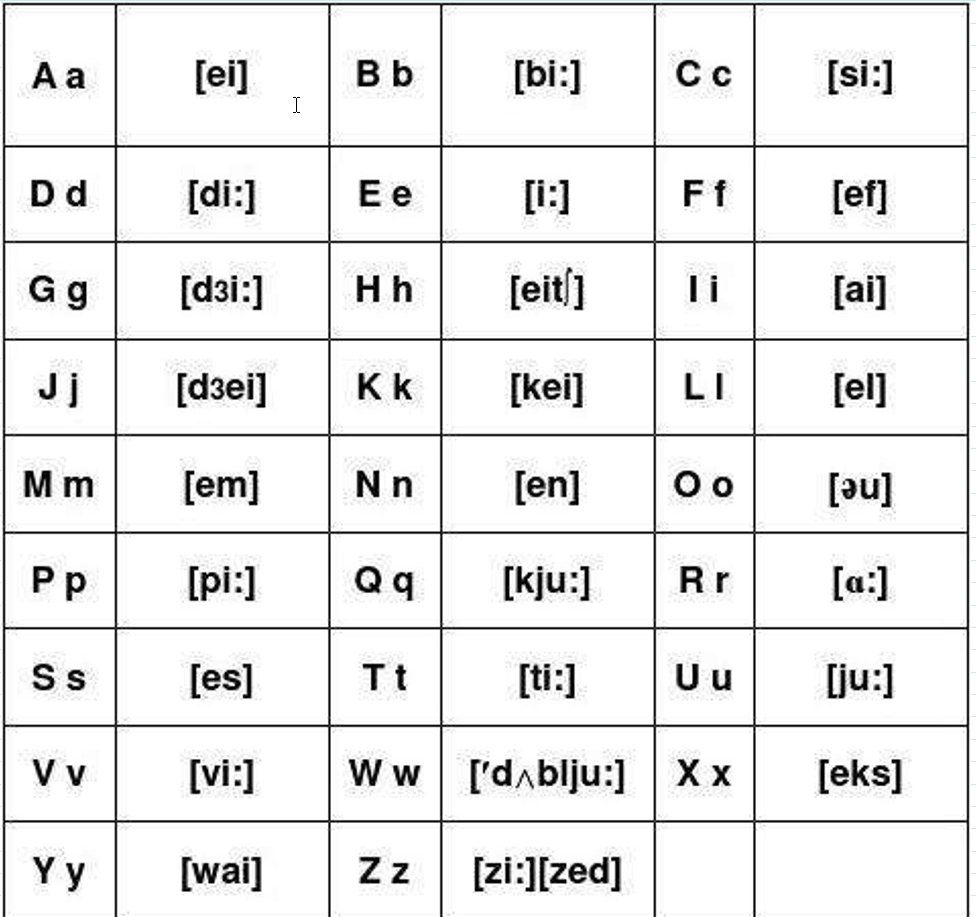 A a [ei] B b [bi:] C c [si:]
D d [di:] E e [i:] F f [ef]
G g [dʒi:] H h [eitʃ] I i [ai]
J j [dʒei] K k [kei] L l [el]
M m [em] N n [en] O o [əu]
P p [pi:] Q q [kju:] R r [ɑ:]
S s [es] T t [ti:] U u [ju:]
V v [vi:] W w [′dʌblju:] X x [eks]
Y y [wai] Z z [zi:][zed]